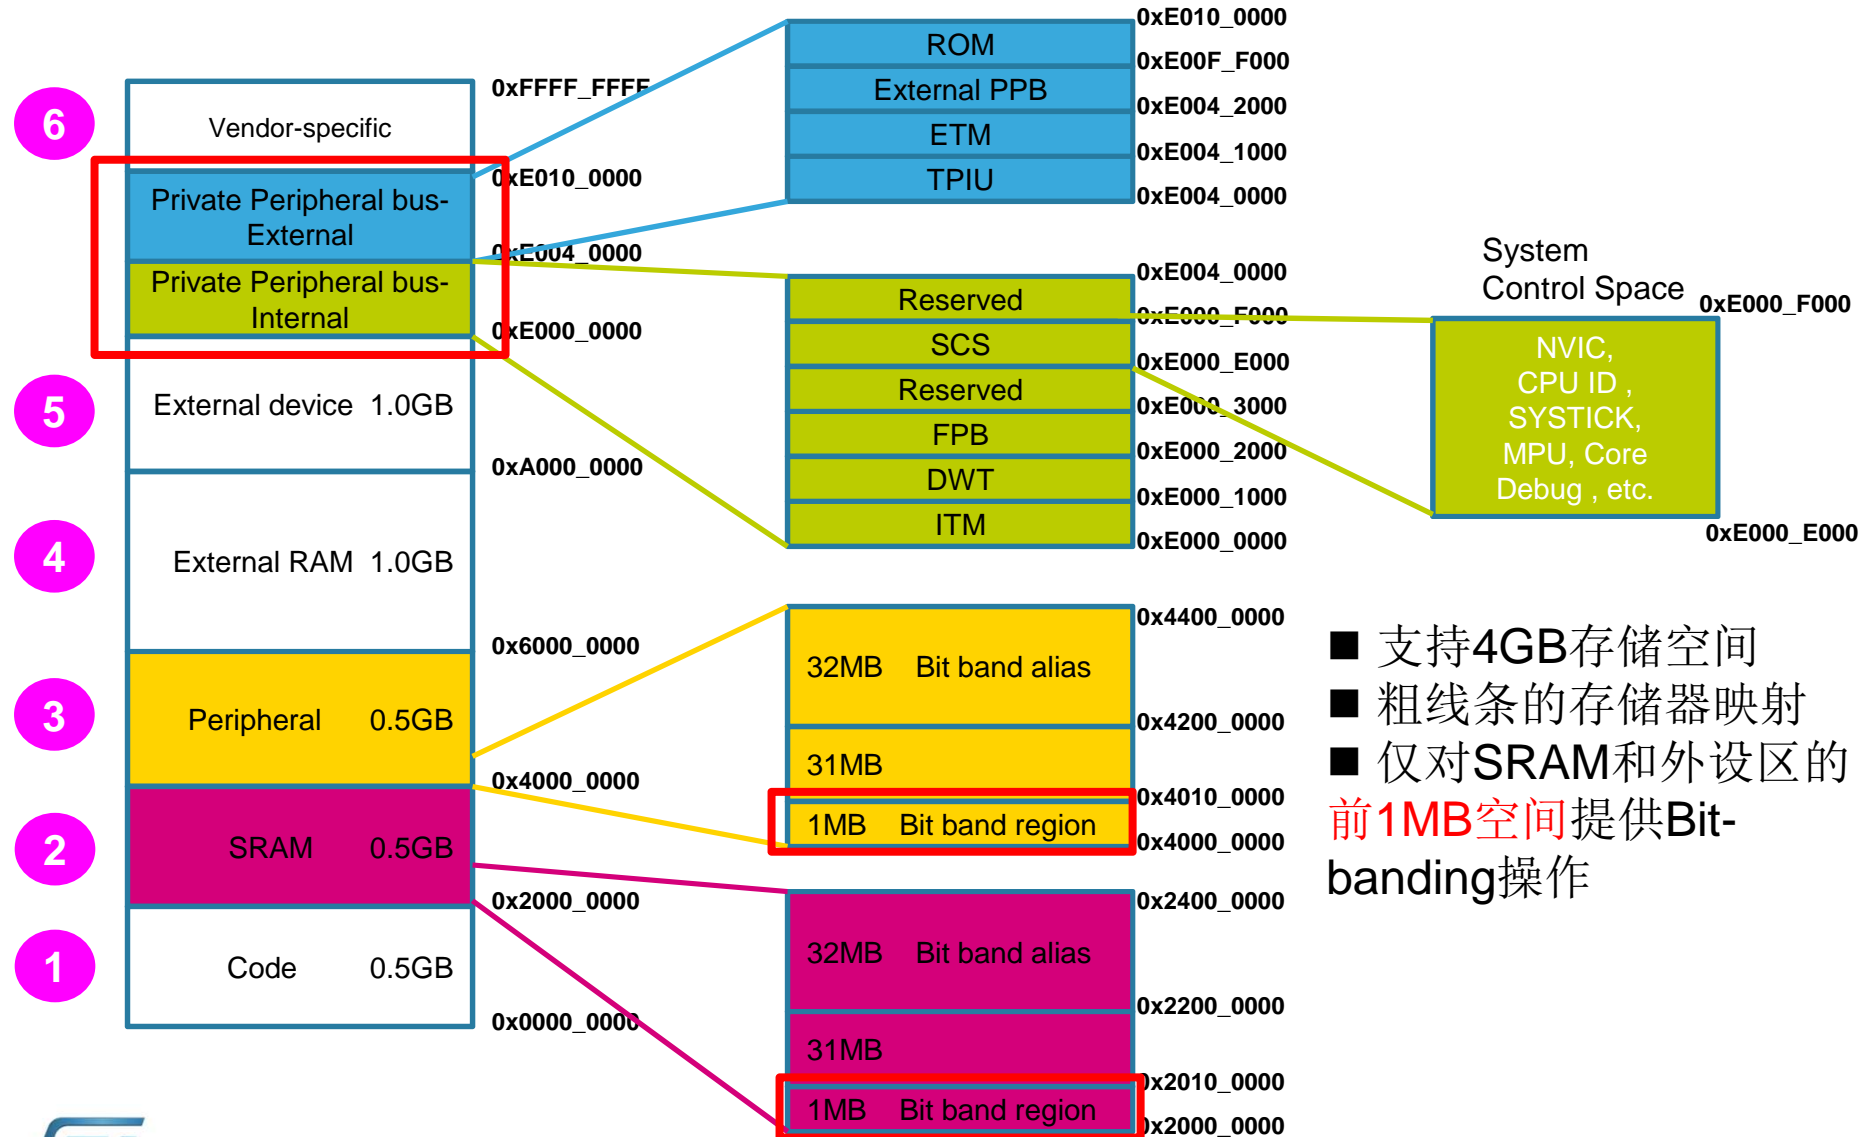 6
0xFFFF_FFFF
Vendor-specific
0xE010_0000
Private Peripheral bus-
External
0xE004_0000
Private Peripheral bus-
Internal
0xE000_0000
5
External device 1.0GB
0xA000_0000
4
External RAM 1.0GB
0x6000_0000
3
Peripheral 0.5GB
0x4000_0000
2
SRAM 0.5GB
0x2000_0000
1
Code 0.5GB
0x0000_0000
0xE010_0000
ROM
0xE00F_F000
External PPB
0xE004_2000
ETM
0xE004_1000
TPIU
0xE004_0000
0xE004_0000
Reserved
0xE000_F000
SCS
0xE000_E000
Reserved
0xE000_3000
FPB
0xE000_2000
DWT
0xE000_1000
ITM
0xE000_0000
System
Control Space
0xE000_F000
NVIC,
CPU ID ,
SYSTICK,
MPU, Core
Debug , etc.
0xE000_E000
0x4400_0000
32MB Bit band alias
0x4200_0000
31MB
0x4010_0000
1MB Bit band region
0x4000_0000
0x2400_0000
32MB Bit band alias
0x2200_0000
31MB
0x2010_0000
1MB Bit band region
0x2000_0000
■ 支持4GB存储空间
■ 粗线条的存储器映射
■ 仅对SRAM和外设区的
前1MB空间提供Bit-
banding操作